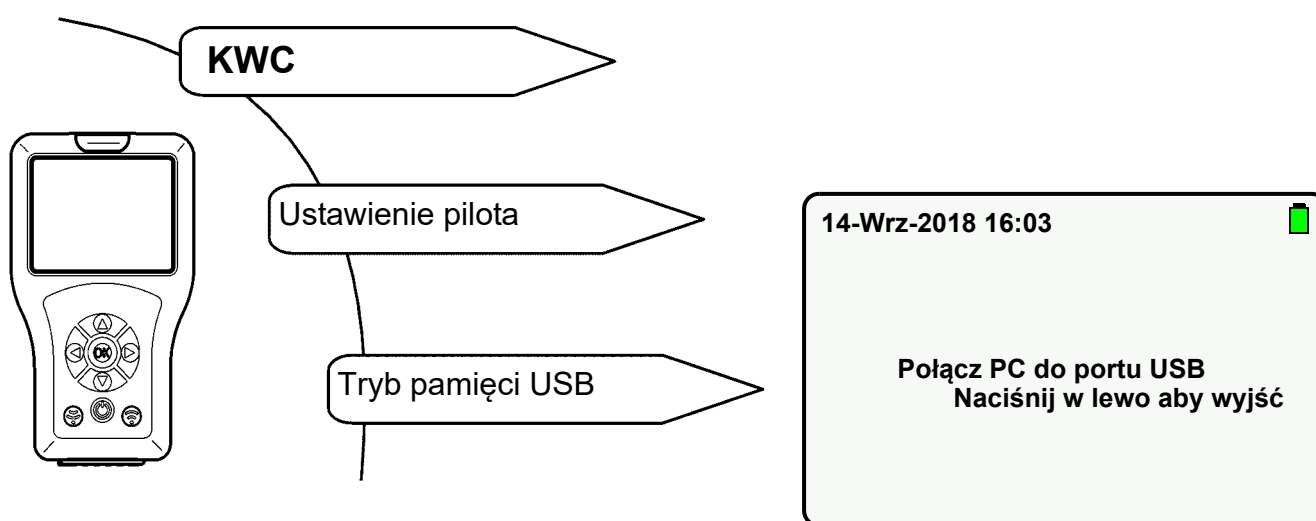 KWC
Ustawienie pilota
Tryb pamięci USB
14-Wrz-2018 16:03
Połącz PC do portu USB
Naciśnij w lewo aby wyjść
OK